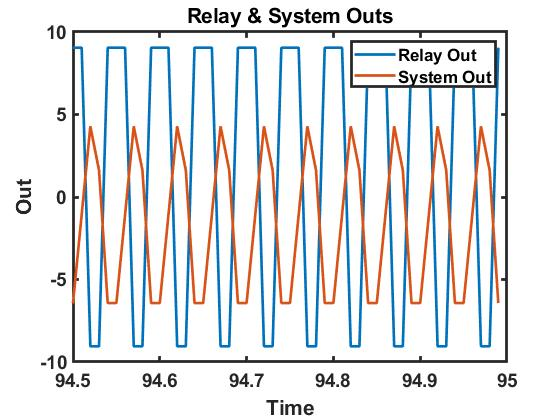 Relay & System Outs
Relay Out
System Out
10
5
0
-5
-10
Out
94.5 94.6 94.7 94.8 94.9 95
Time